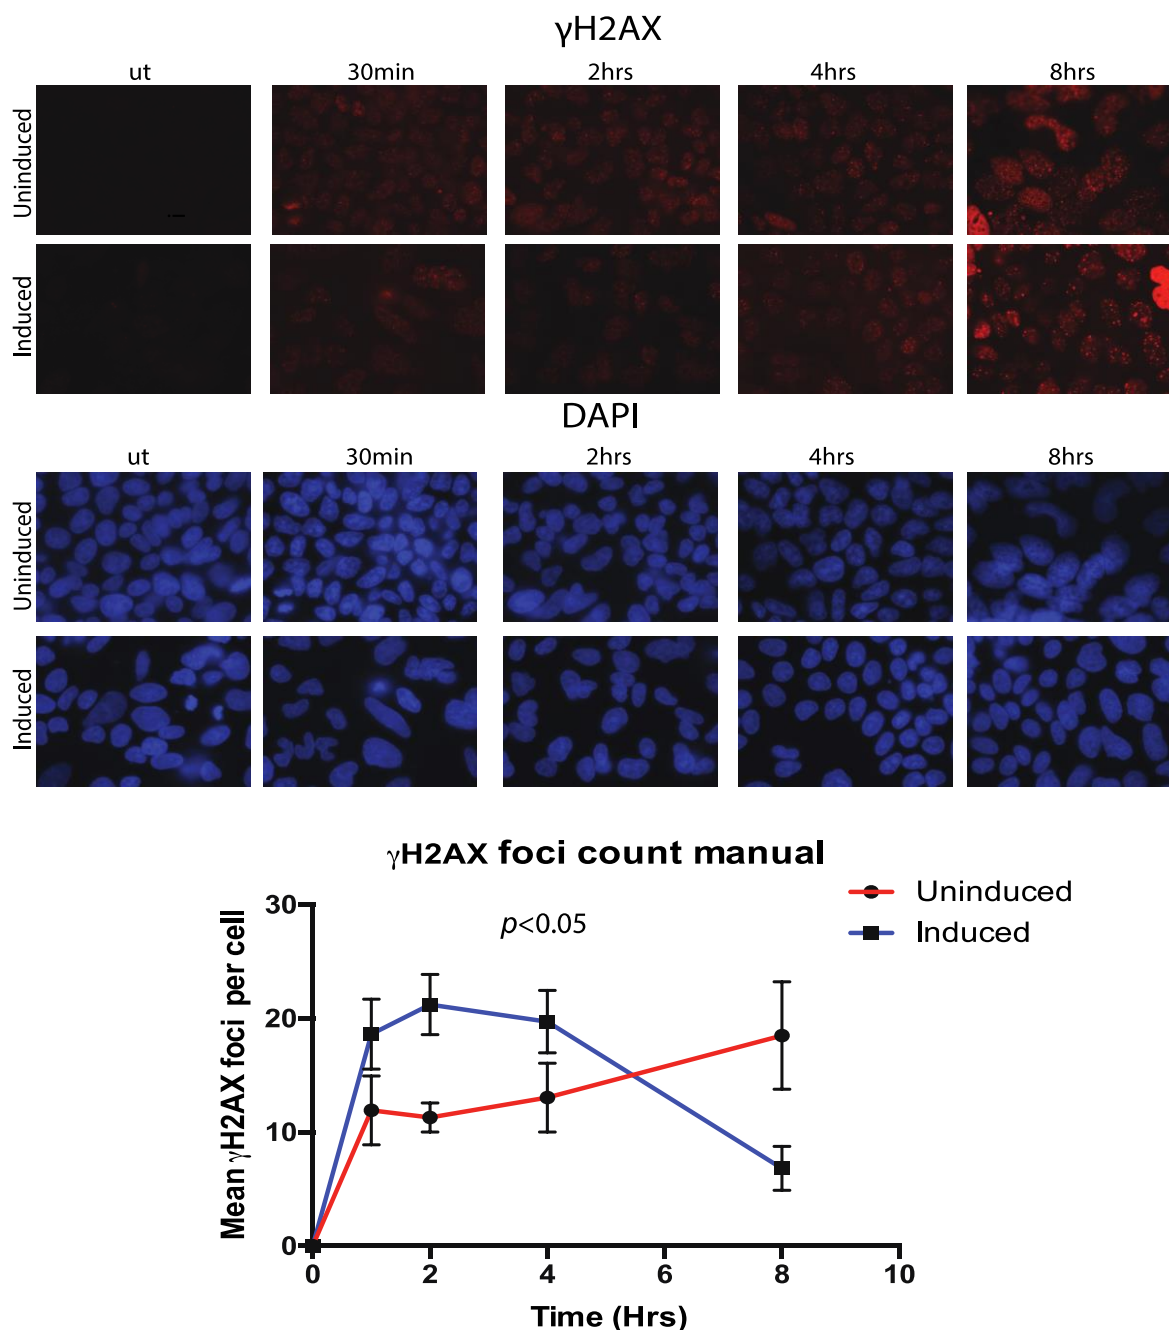 γH2AX
ut 30min 2hrs 4hrs 8hrs
Uninduced
Induced
DAPI
ut 30min 2hrs 4hrs 8hrs
Uninduced
Induced
γH2AX foci count manual
Uninduced
Induced
p<0.05
Mean γH2AX foci per cell
30
20
10
0
0 2 4 6 8 10
Time (Hrs)